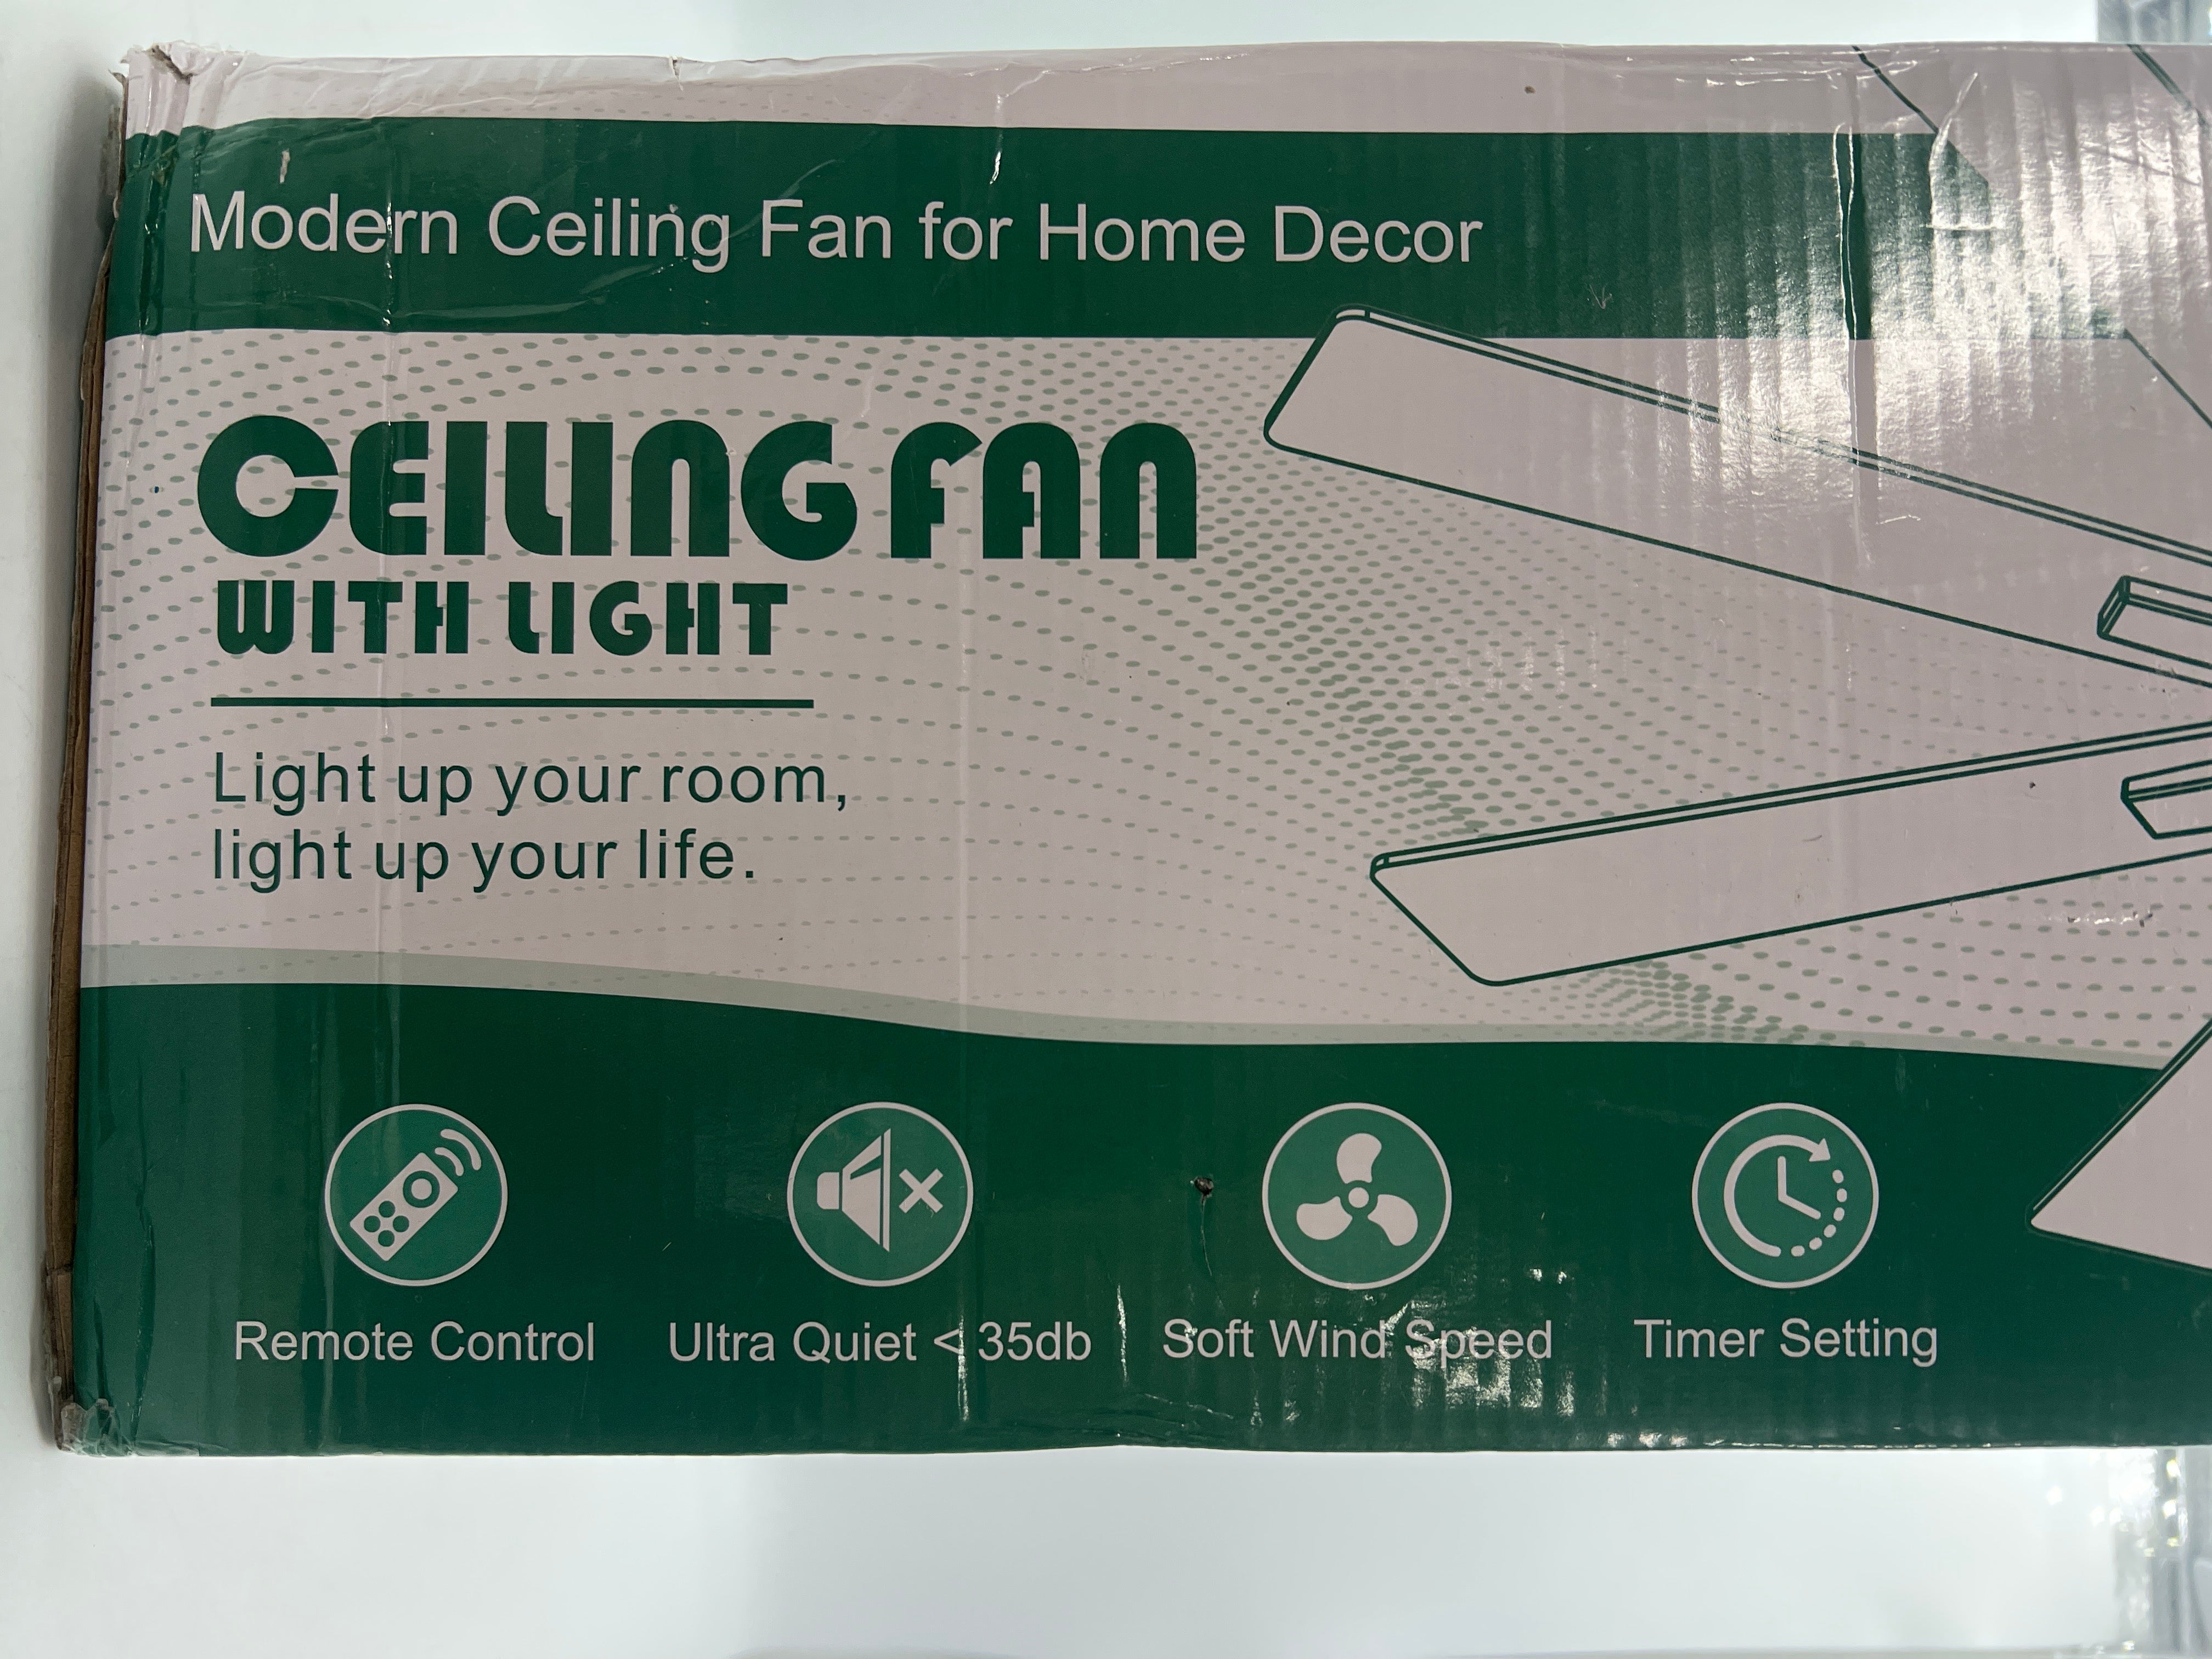 Modern Ceiling Fan for Home Decor
CEILING FAN
WITH LIGHT
Light up your room,
light up your life.
Remote Control
Ultra Quiet < 35db
Soft Wind Speed
Timer Setting